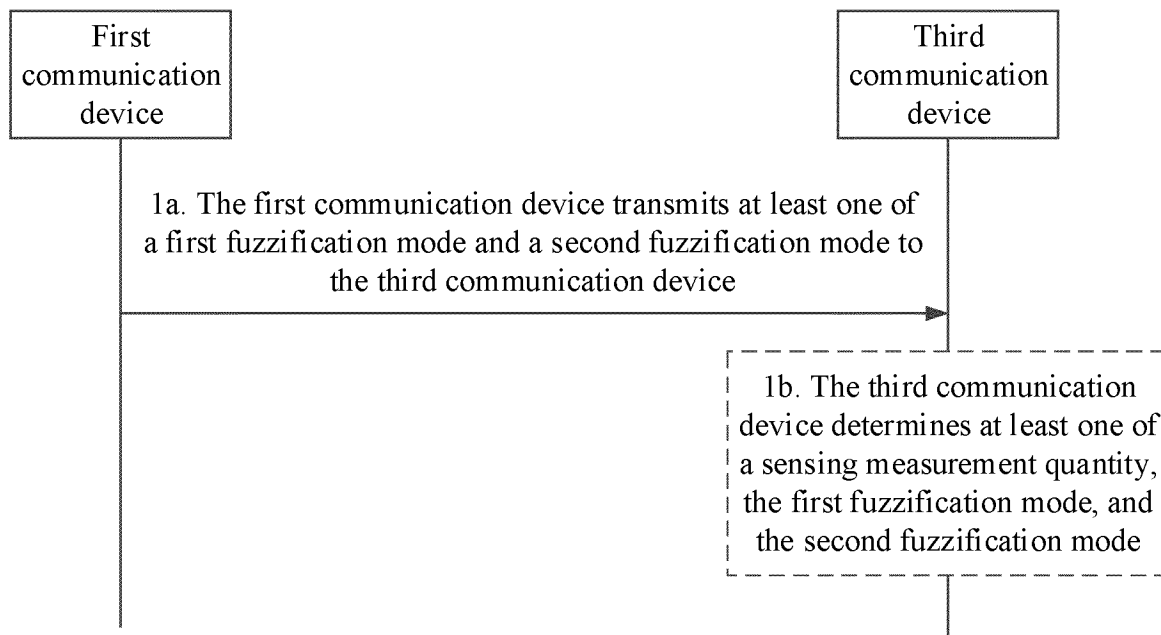 First
communication
device
Third
communication
device
1a. The first communication device transmits at least one of
a first fuzzification mode and a second fuzzification mode to
the third communication device
1b. The third communication
device determines at least one of
a sensing measurement quantity,
the first fuzzification mode, and
the second fuzzification mode